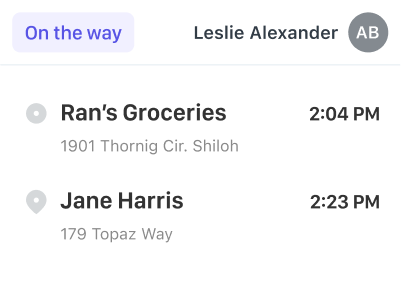 On the way
Leslie Alexander AB
Ran’s Groceries 2:04 PM
1901 Thornig Cir. Shiloh
Jane Harris 2:23 PM
179 Topaz Way